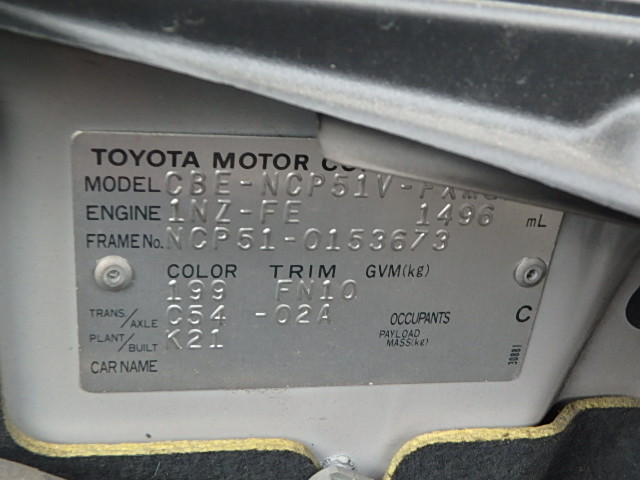 TOYOTA MOTOR
MODEL CBE-NCP51V-
ENGINE 1NZ-FE 1496 mL
FRAME No. NCP51-0153673
COLOR TRIM GVM(kg)
199 FN10
TRANS/AXLE C54 -02A OCCUPANTS C
PLANT/BUILT K21 PAYLOAD MASS(kg)
CAR NAME
30881